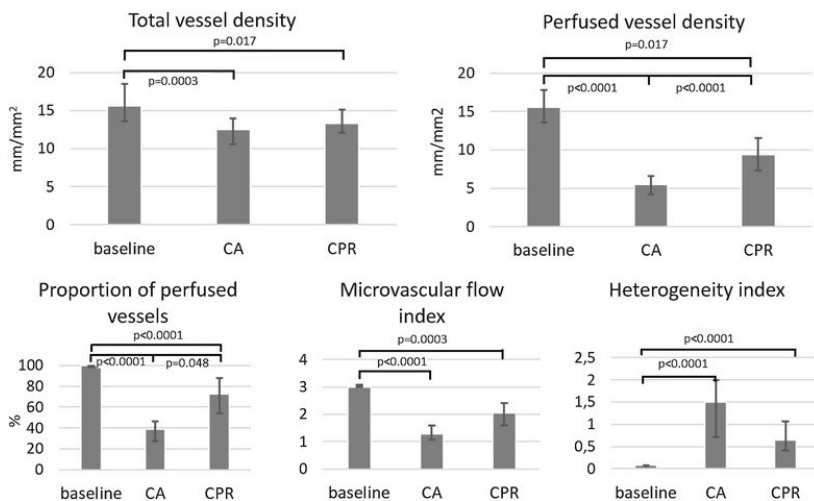 Total vessel density
p=0.017
p=0.0003
20
15
10
5
0
mm/mm²
baseline CA CPR
Perfused vessel density
p=0.017
p<0.0001 p<0.0001
20
15
10
5
0
mm/mm2
baseline CA CPR
Proportion of perfused
vessels
p<0.0001
p<0.0001 p=0.048
100
80
60
40
20
0
%
baseline CA CPR
Microvascular flow
index
p=0.0003
p<0.0001
4
3
2
1
0
baseline CA CPR
Heterogeneity index
p<0.0001
p<0.0001
2,5
2
1,5
1
0,5
0
baseline CA CPR